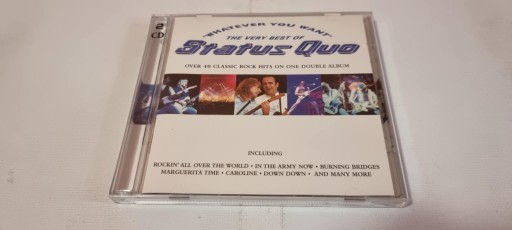 "WHATEVER YOU WANT"
THE VERY BEST OF
Status Quo
OVER 40 CLASSIC ROCK HITS ON ONE DOUBLE ALBUM
INCLUDING
ROCKIN' ALL OVER THE WORLD • IN THE ARMY NOW • BURNING BRIDGES
MARGUERITA TIME • CAROLINE • DOWN DOWN • AND MANY MORE
2
CD